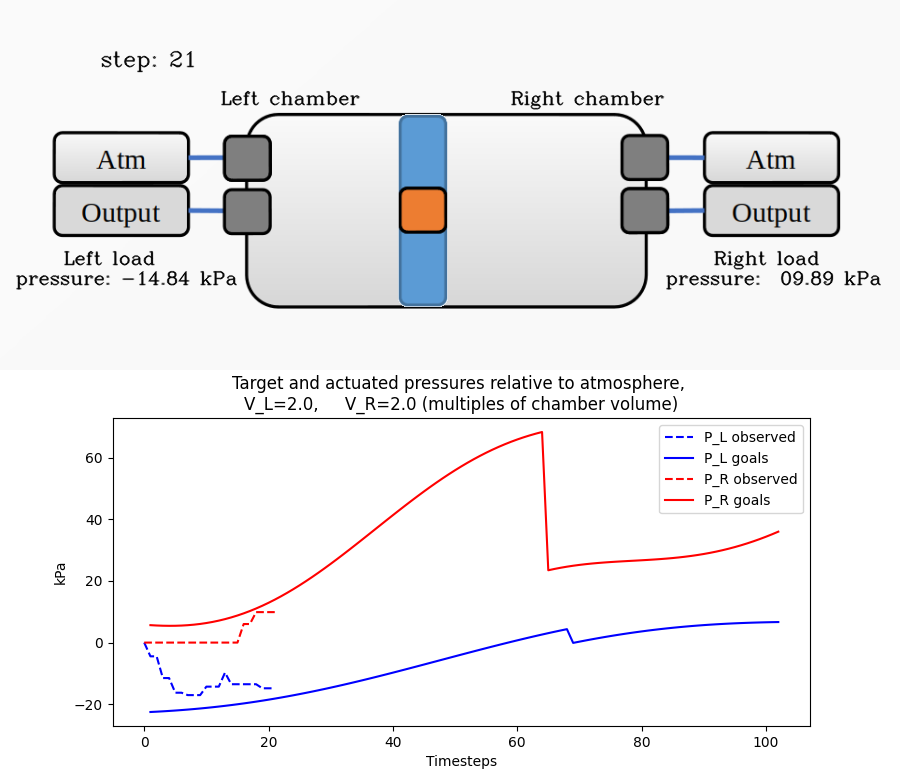 step: 21
Left chamber
Right chamber
Atm
Atm
Output
Output
Left load
pressure: −14.84 kPa
Right load
pressure: 09.89 kPa
Target and actuated pressures relative to atmosphere,
V_L=2.0, V_R=2.0 (multiples of chamber volume)
P_L observed
P_L goals
P_R observed
P_R goals
kPa
60
40
20
0
−20
0 20 40 60 80 100
Timesteps